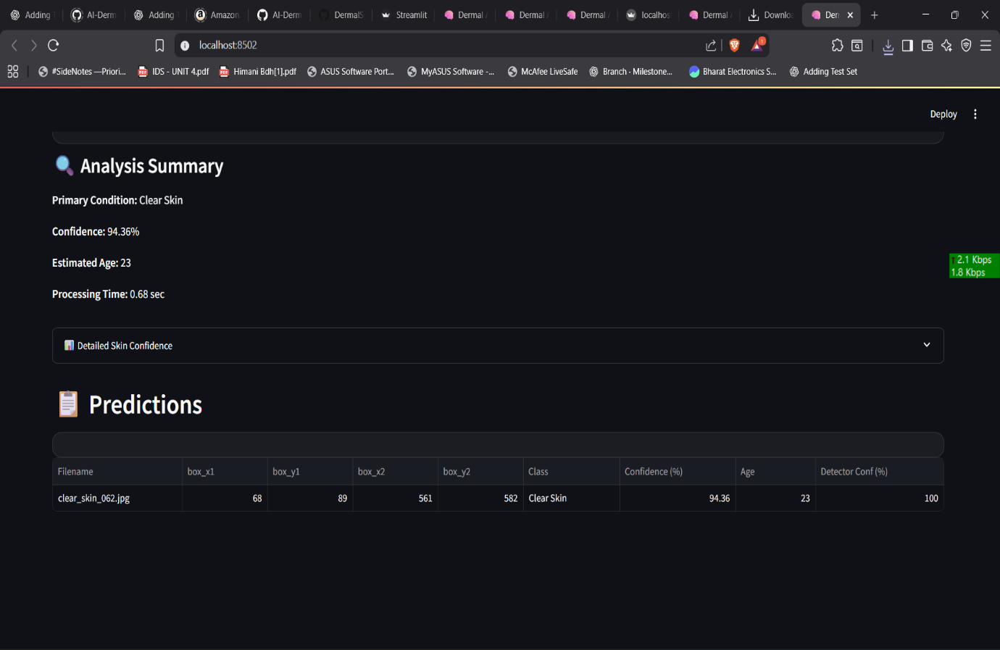 Adding T
AI-Derm
Adding
Amazon.
AI-Derm
DermalS
Streamlit
Dermal
Dermal
Dermal
localhos
Dermal
Downloa
Der
localhost:8502
1
#SideNotes —Priori...
IDS - UNIT 4.pdf
Himani Bdh[1].pdf
ASUS Software Port...
MyASUS Software -...
McAfee LiveSafe
Branch · Milestone...
Bharat Electronics S...
Adding Test Set
Deploy
Analysis Summary
Primary Condition: Clear Skin
Confidence: 94.36%
Estimated Age: 23
Processing Time: 0.68 sec
2.1 Kbps
1.8 Kbps
Detailed Skin Confidence
Predictions
Filename box_x1 box_y1 box_x2 box_y2 Class Confidence (%) Age Detector Conf (%)
clear_skin_062.jpg 68 89 561 582 Clear Skin 94.36 23 100